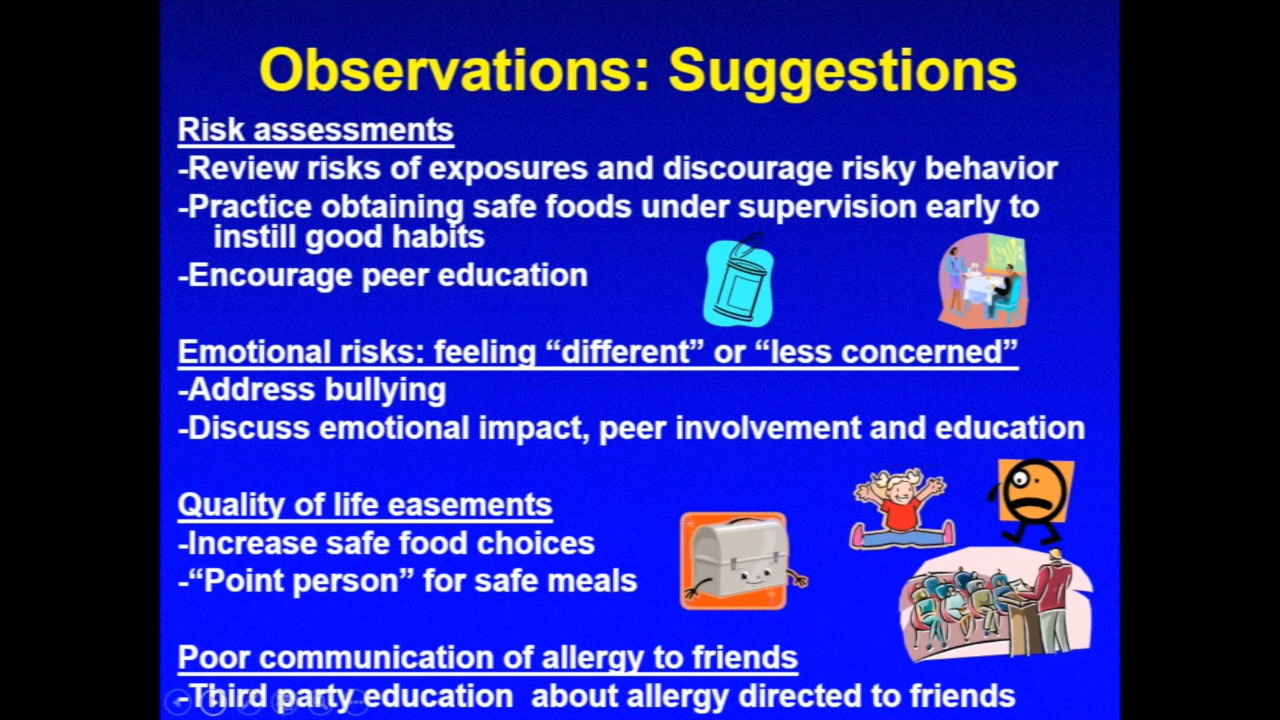 Observations: Suggestions
Risk assessments
-Review risks of exposures and discourage risky behavior
-Practice obtaining safe foods under supervision early to
instill good habits
-Encourage peer education
Emotional risks: feeling “different” or “less concerned”
-Address bullying
-Discuss emotional impact, peer involvement and education
Quality of life easements
-Increase safe food choices
-“Point person” for safe meals
Poor communication of allergy to friends
-Third party education  about allergy directed to friends